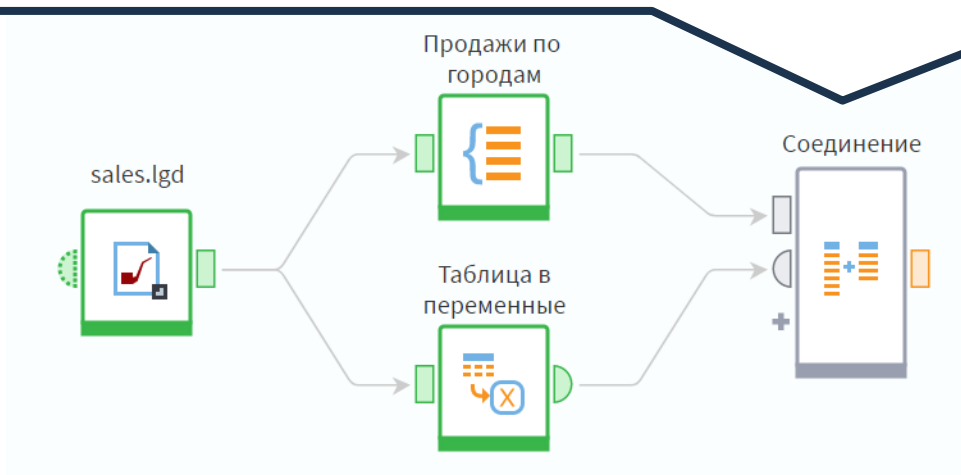 Продажи по
городам
Соединение
sales.lgd
Таблица в
переменные
X